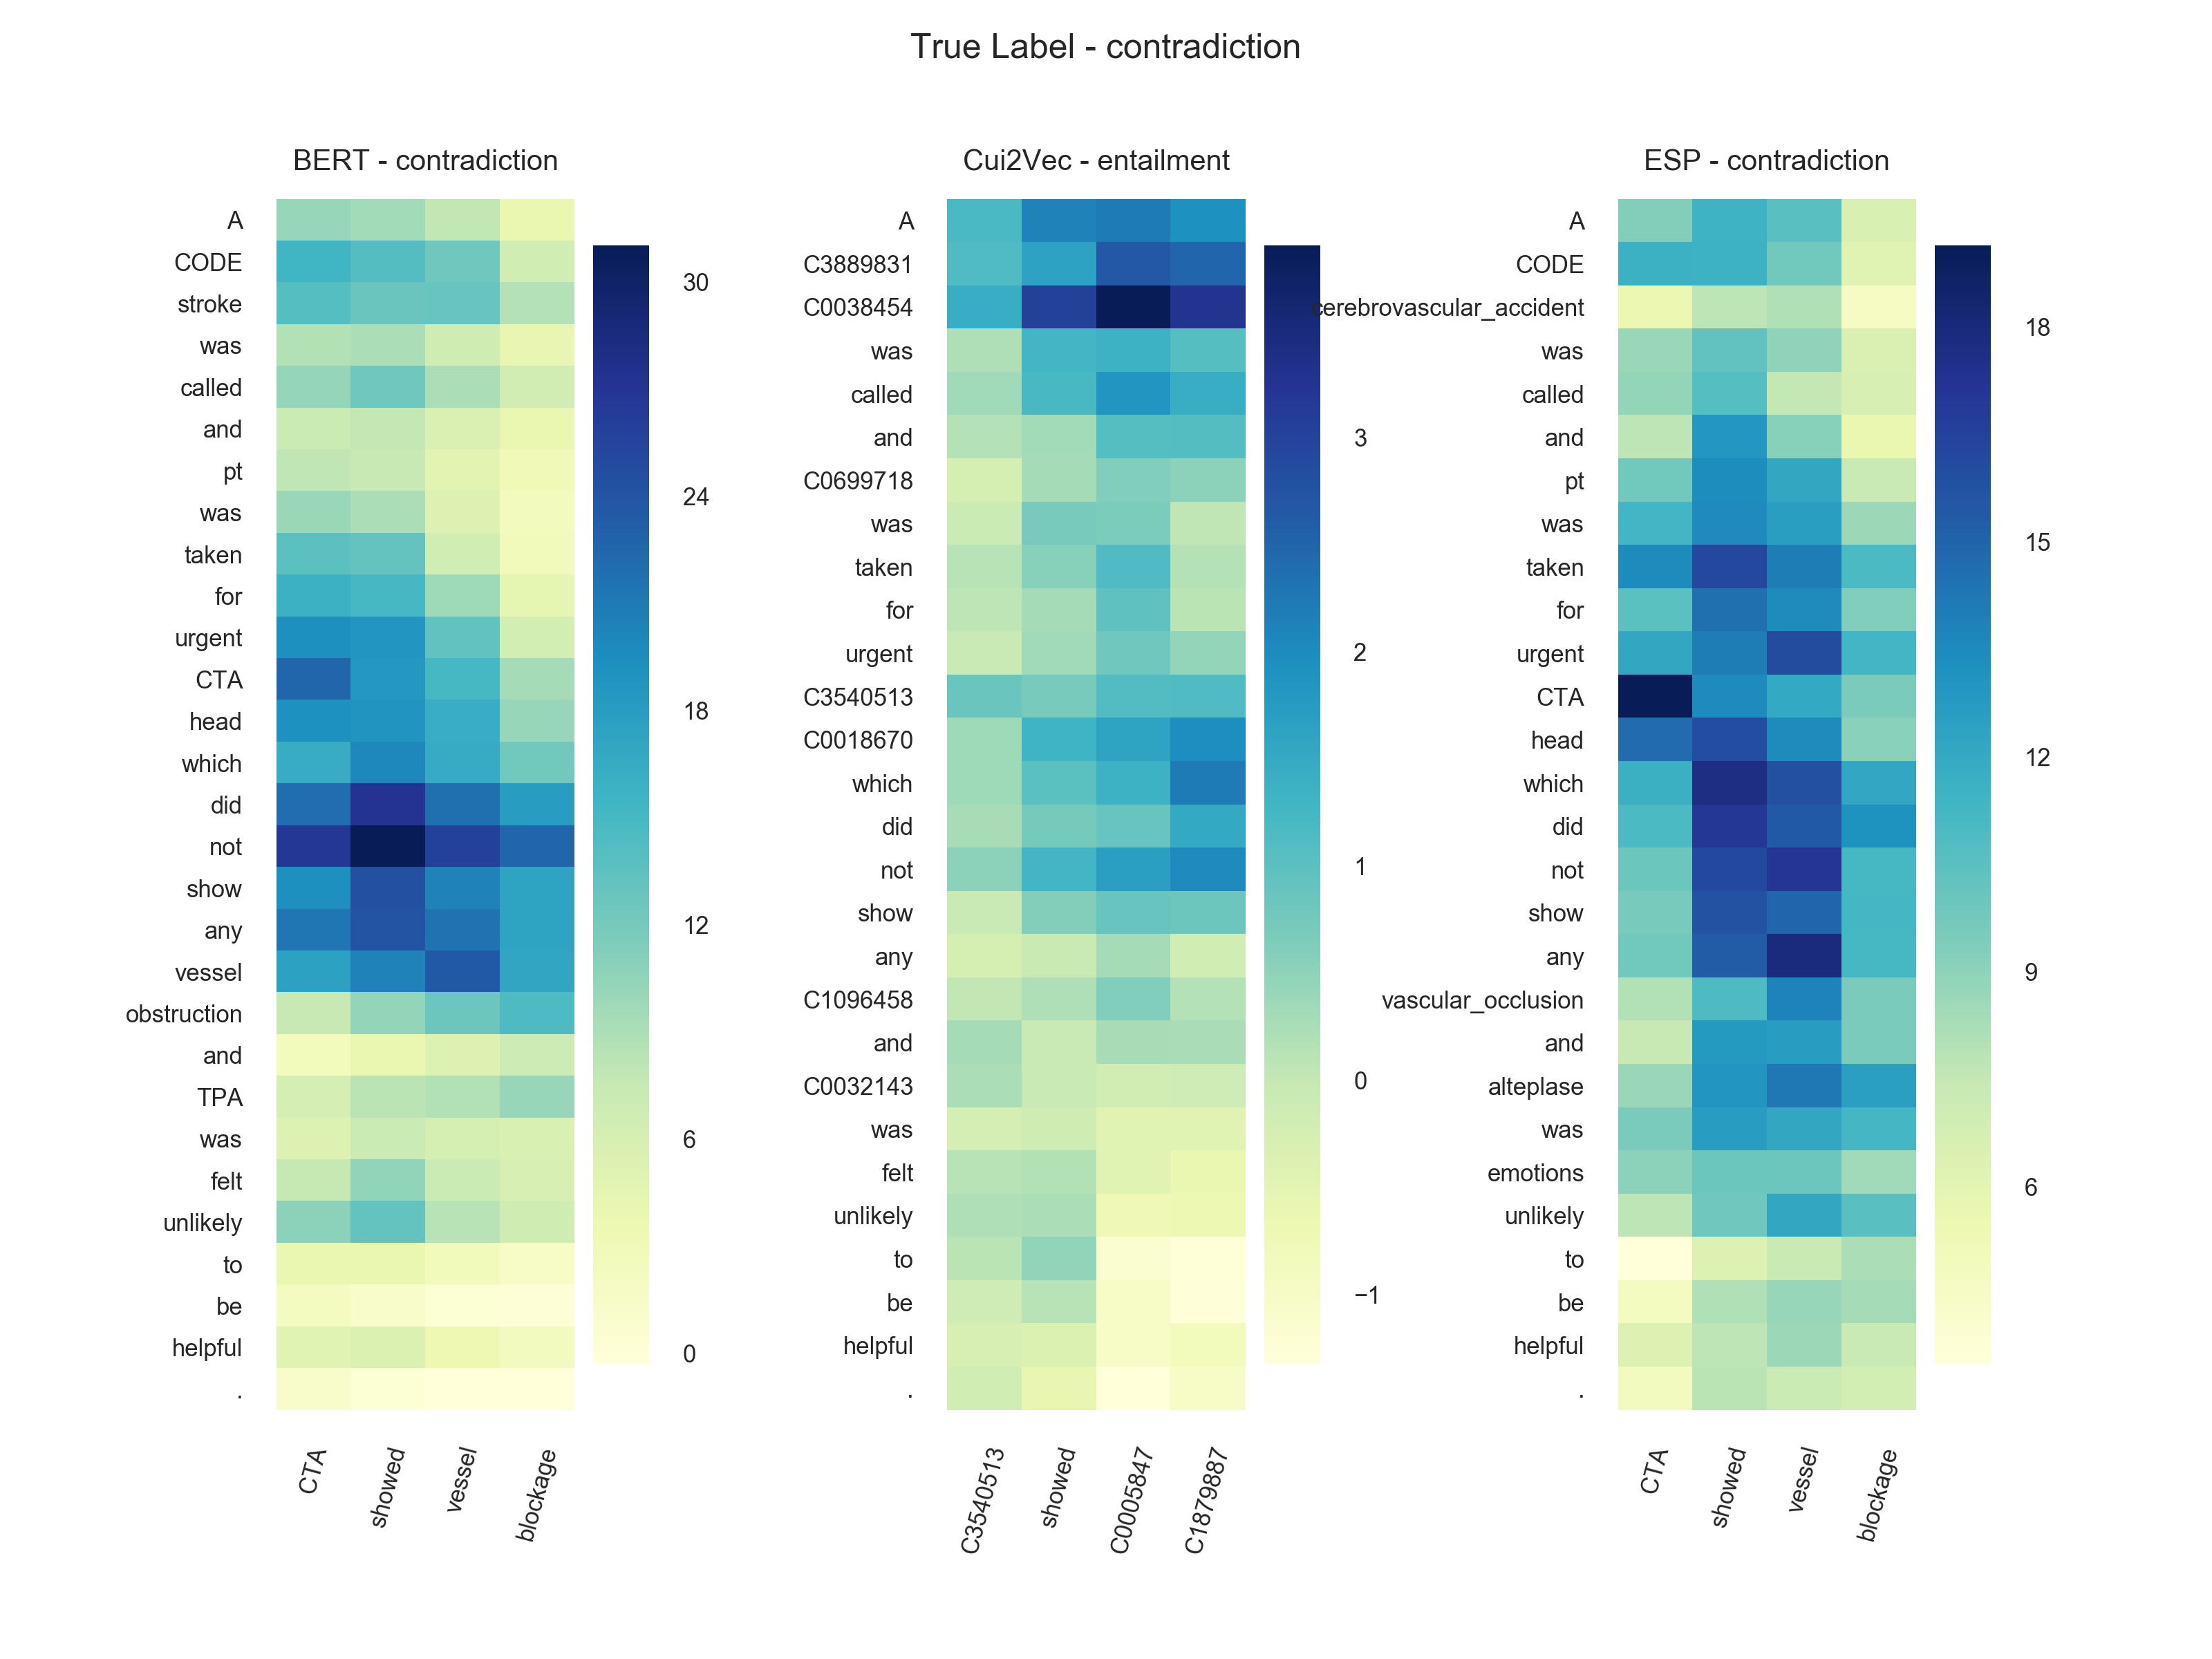 True Label - contradiction
BERT - contradiction
A
CODE
stroke
was
called
and
pt
was
taken
for
urgent
CTA
head
which
did
not
show
any
vessel
obstruction
and
TPA
was
felt
unlikely
to
be
helpful
.
CTA
showed
vessel
blockage
30
24
18
12
6
0
Cui2Vec - entailment
A
C3889831
C0038454
was
called
and
C0699718
was
taken
for
urgent
C3540513
C0018670
which
did
not
show
any
C1096458
and
C0032143
was
felt
unlikely
to
be
helpful
.
C3540513
showed
C0005847
C1879887
3
2
1
0
−1
ESP - contradiction
A
CODE
cerebrovascular_accident
was
called
and
pt
was
taken
for
urgent
CTA
head
which
did
not
show
any
vascular_occlusion
and
alteplase
was
emotions
unlikely
to
be
helpful
.
CTA
showed
vessel
blockage
18
15
12
9
6